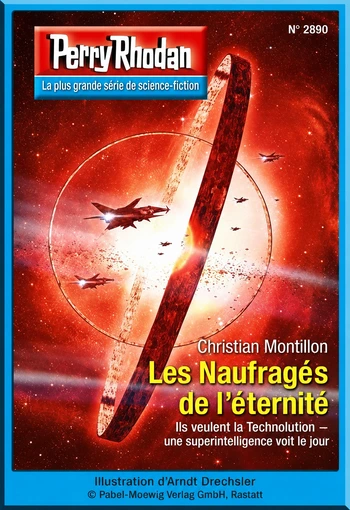 N° 2890
Perry Rhodan
La plus grande série de science-fiction
Christian Montillon
Les Naufragés
de l'éternité
Ils veulent la Technolution —
une superintelligence voit le jour
Illustration d'Arndt Drechsler
© Pabel-Moewig Verlag GmbH, Rastatt